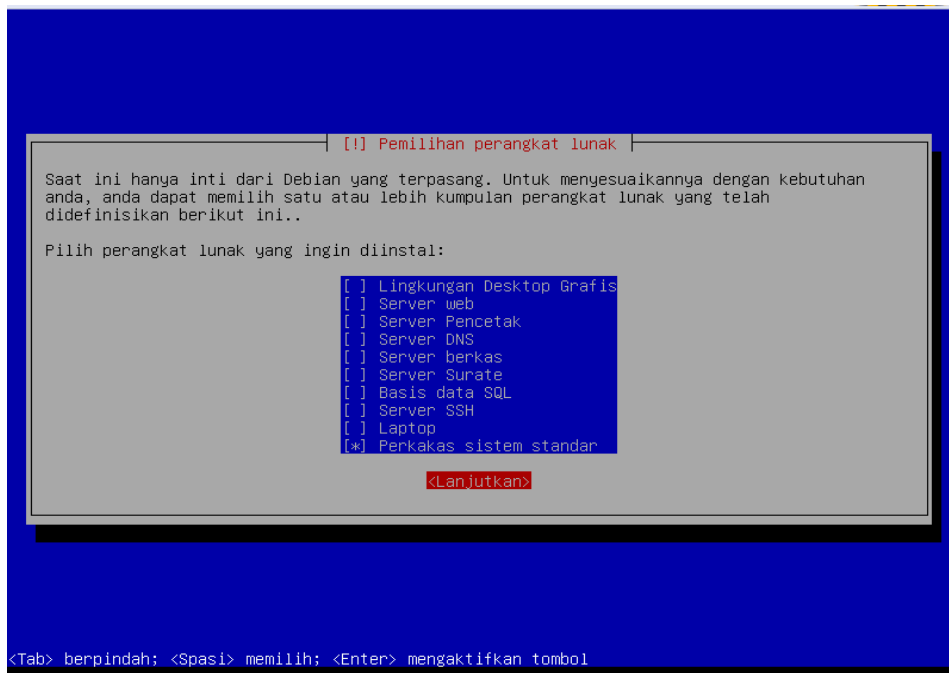 [!] Pemilihan perangkat lunak
Saat ini hanya inti dari Debian yang terpasang. Untuk menyesuaikannya dengan kebutuhan
anda, anda dapat memilih satu atau lebih kumpulan perangkat lunak yang telah
didefinisikan berikut ini..
Pilih perangkat lunak yang ingin diinstal:
[ ] Lingkungan Desktop Grafis
[ ] Server web
[ ] Server Pencetak
[ ] Server DNS
[ ] Server berkas
[ ] Server Surate
[ ] Basis data SQL
[ ] Server SSH
[ ] Laptop
[*] Perkakas sistem standar
<Lanjutkan>
<Tab> berpindah; <Spasi> memilih; <Enter> mengaktifkan tombol